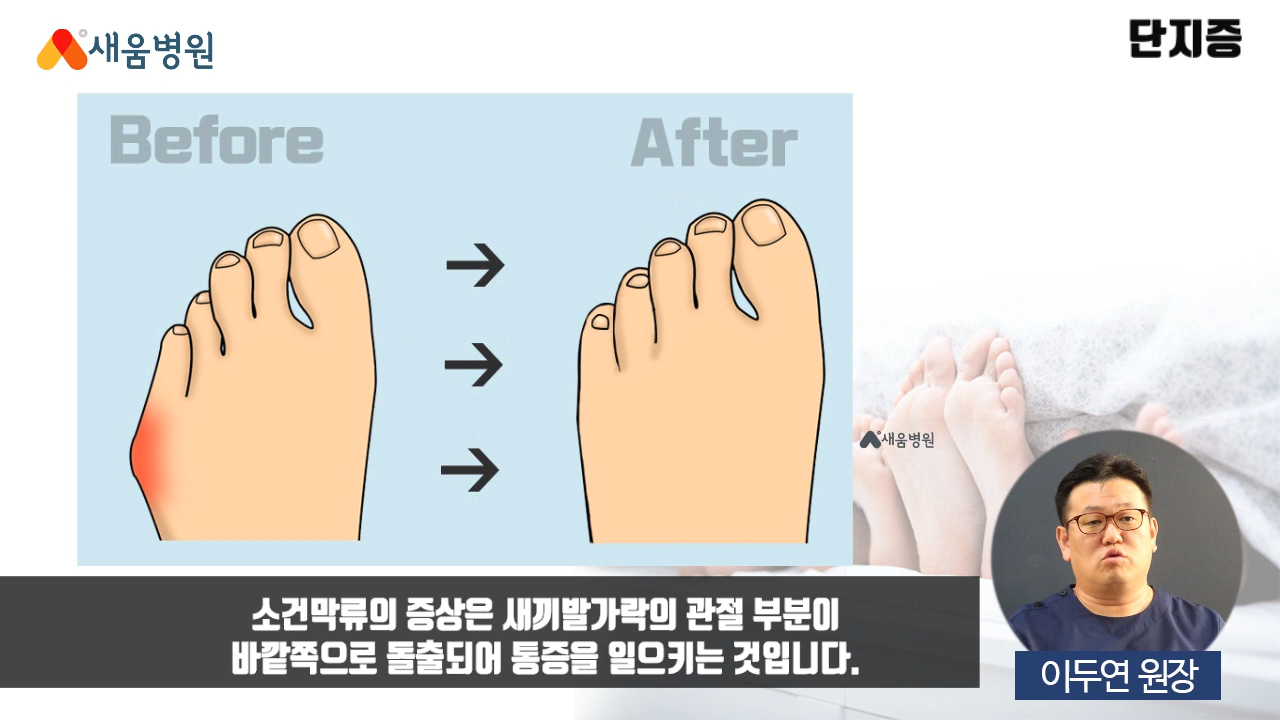 새움병원
단지증
Before
After
새움병원
소건막류의 증상은 새끼발가락의 관절 부분이
바깥쪽으로 돌출되어 통증을 일으키는 것입니다.
이두연 원장